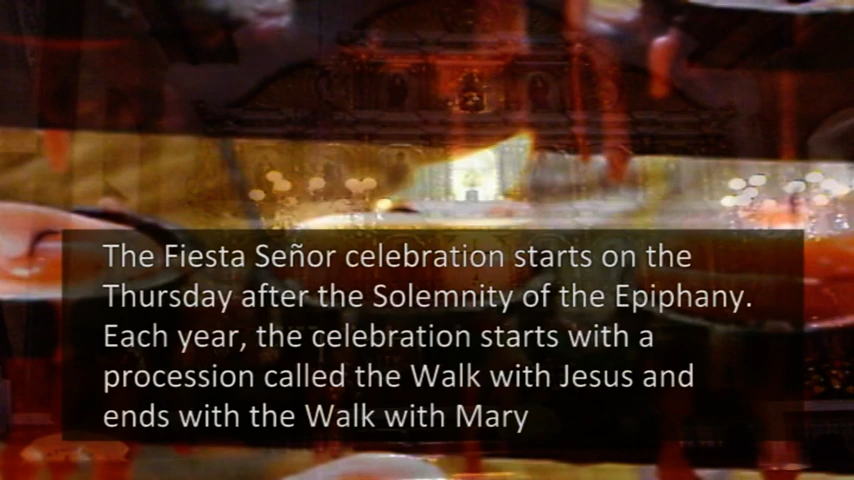 The Fiesta Señor celebration starts on the
Thursday after the Solemnity of the Epiphany.
Each year, the celebration starts with a
procession called the Walk with Jesus and
ends with the Walk with Mary